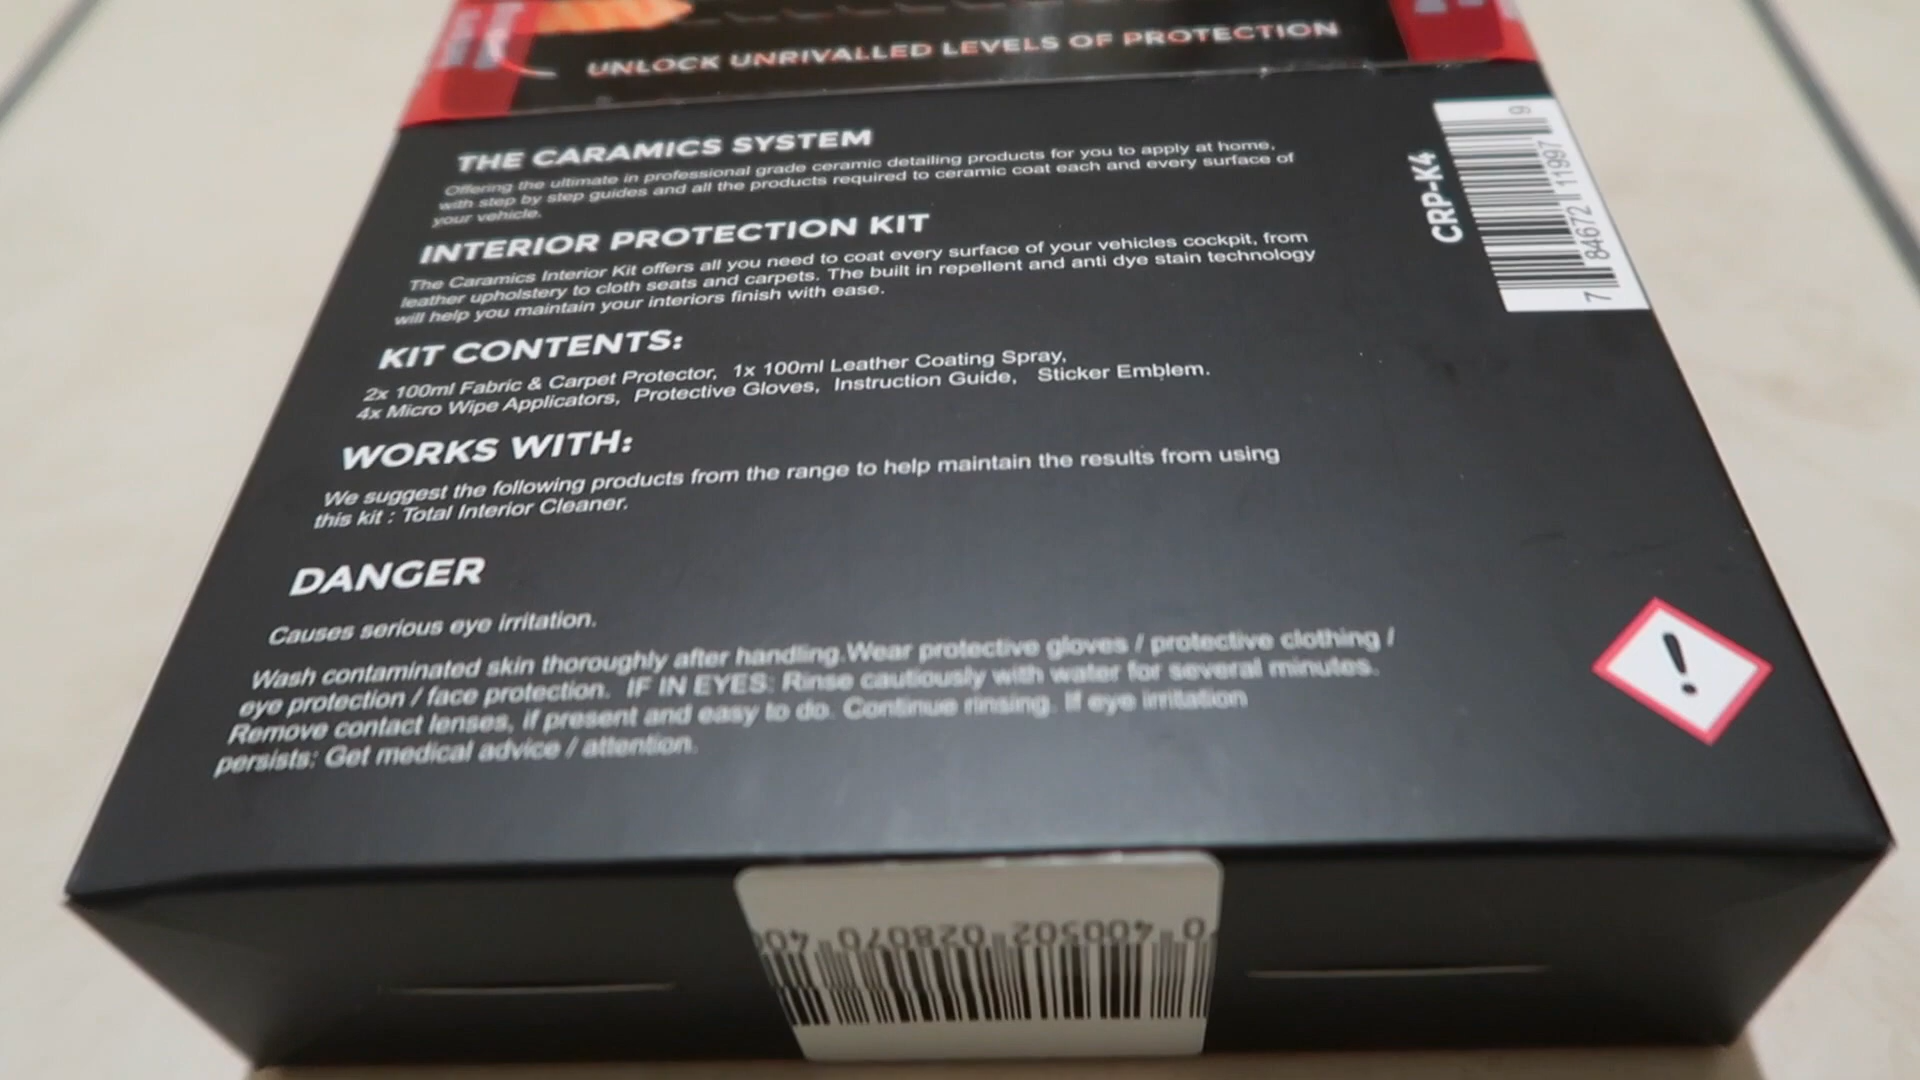 UNLOCK UNRIVALLED LEVELS OF PROTECTION
THE CARAMICS SYSTEM
Offering the ultimate in professional grade ceramic detailing products for you to apply at home,
with step by step guides and all the products required to ceramic coat each and every surface of
your vehicle.
INTERIOR PROTECTION KIT
The Caramics Interior Kit offers all you need to coat every surface of your vehicles cockpit, from
leather upholstery to cloth seats and carpets. The built in repellent and anti dye stain technology
will help you maintain your interiors finish with ease.
KIT CONTENTS:
2x 100ml Fabric & Carpet Protector, 1x 100ml Leather Coating Spray,
4x Micro Wipe Applicators, Protective Gloves, Instruction Guide, Sticker Emblem.
WORKS WITH:
We suggest the following products from the range to help maintain the results from using
this kit : Total Interior Cleaner.
DANGER
Causes serious eye irritation.
Wash contaminated skin thoroughly after handling.Wear protective gloves / protective clothing /
eye protection / face protection. IF IN EYES: Rinse cautiously with water for several minutes.
Remove contact lenses, if present and easy to do. Continue rinsing. If eye irritation
persists: Get medical advice / attention.
CRP-K4
7 84672 11997 9
!
0 400302 028070 400